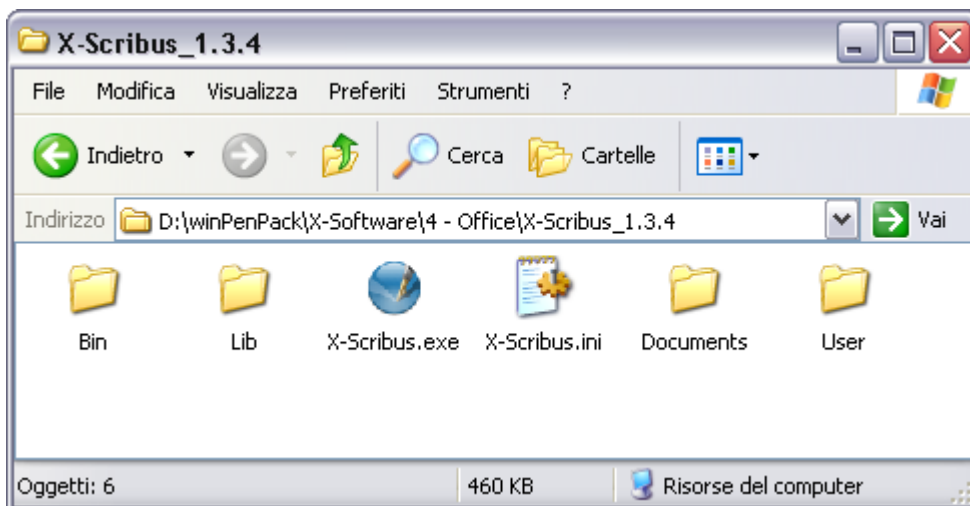 X-Scribus_1.3.4
File Modifica Visualizza Preferiti Strumenti ?
Indietro Cerca Cartelle
Indirizzo D:\winPenPack\X-Software\4 - Office\X-Scribus_1.3.4 Vai
Bin Lib X-Scribus.exe X-Scribus.ini Documents User
Oggetti: 6 460 KB Risorse del computer